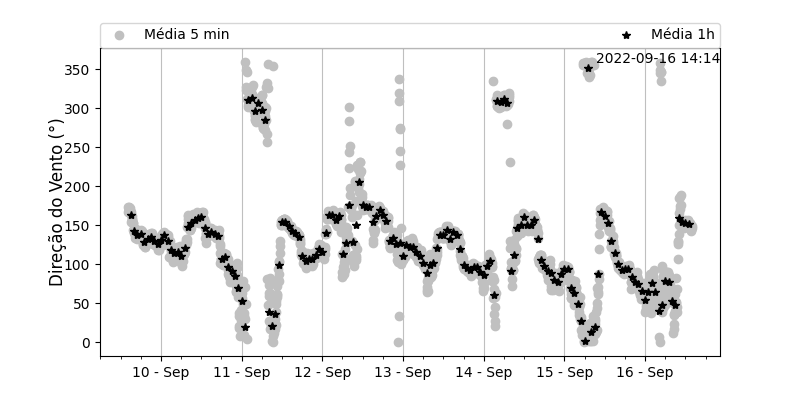 Média 5 min
Média 1h
2022-09-16 14:14
Direção do Vento (°)
350
300
250
200
150
100
50
0
10 - Sep
11 - Sep
12 - Sep
13 - Sep
14 - Sep
15 - Sep
16 - Sep